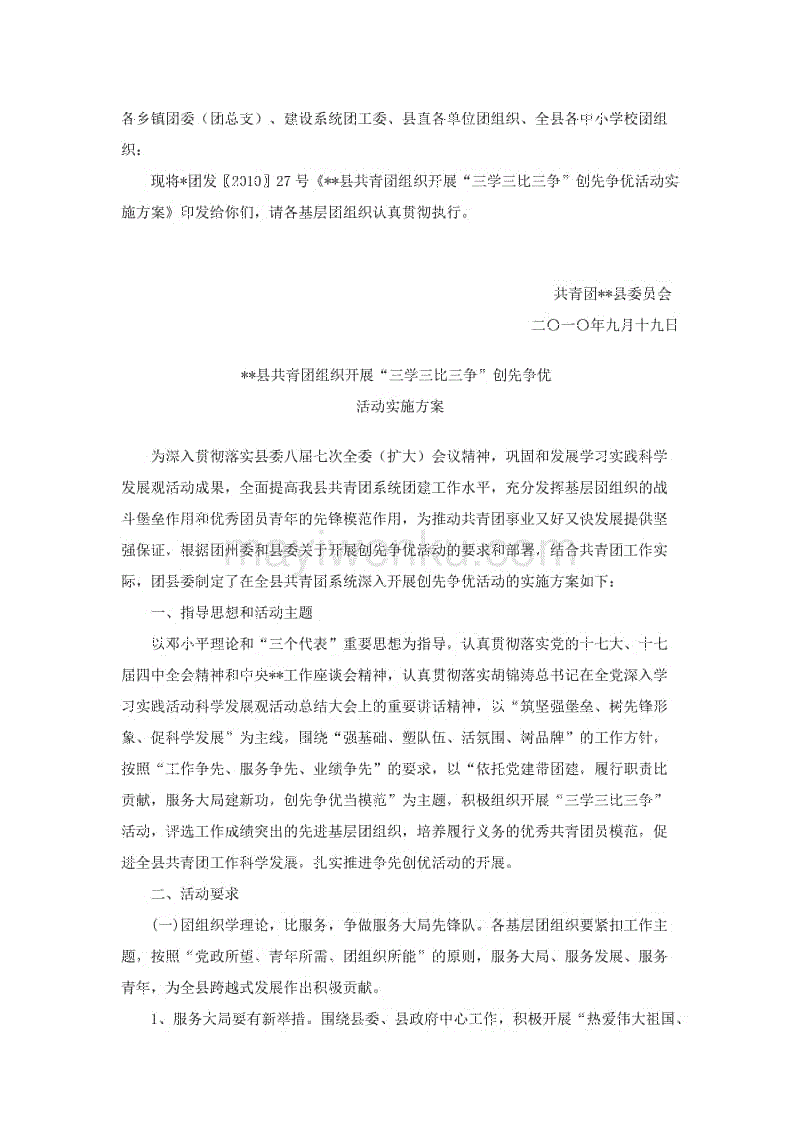 各乡镇团委（团总支）、建设系统团工委、县直各单位团组织、全县各中小学校团组
织：
现将*团发〖2010〗27 号《**县共青团组织开展“三学三比三争”创先争优活动实
施方案》印发给你们，请各基层团组织认真贯彻执行。
共青团**县委员会
二〇一〇年九月十九日
**县共青团组织开展“三学三比三争”创先争优
活动实施方案
为深入贯彻落实县委八届七次全委（扩大）会议精神，巩固和发展学习实践科学
发展观活动成果，全面提高我县共青团系统团建工作水平，充分发挥基层团组织的战
斗堡垒作用和优秀团员青年的先锋模范作用，为推动共青团事业又好又快发展提供坚
强保证，根据团州委和县委关于开展创先争优活动的要求和部署，结合共青团工作实
际，团县委制定了在全县共青团系统深入开展创先争优活动的实施方案如下：
mayiwenku.com
一、指导思想和活动主题
以邓小平理论和“三个代表”重要思想为指导，认真贯彻落实党的十七大、十七
届四中全会精神和中央**工作座谈会精神，认真贯彻落实胡锦涛总书记在全党深入学
习实践活动科学发展观活动总结大会上的重要讲话精神，以“筑坚强堡垒、树先锋形
象、促科学发展”为主线，围绕“强基础、塑队伍、活氛围、树品牌”的工作方针，
按照“工作争先、服务争先、业绩争先”的要求，以“依托党建带团建，履行职责比
贡献，服务大局建新功，创先争优当模范”为主题，积极组织开展“三学三比三争”
活动，评选工作成绩突出的先进基层团组织，培养履行义务的优秀共青团员模范，促
进全县共青团工作科学发展，扎实推进争先创优活动的开展。
二、活动要求
(一)团组织学理论，比服务，争做服务大局先锋队。各基层团组织要紧扣工作主
题，按照“党政所望、青年所需、团组织所能”的原则，服务大局、服务发展、服务
青年，为全县跨越式发展作出积极贡献。
1、服务大局要有新举措。围绕县委、县政府中心工作，积极开展“热爱伟大祖国、